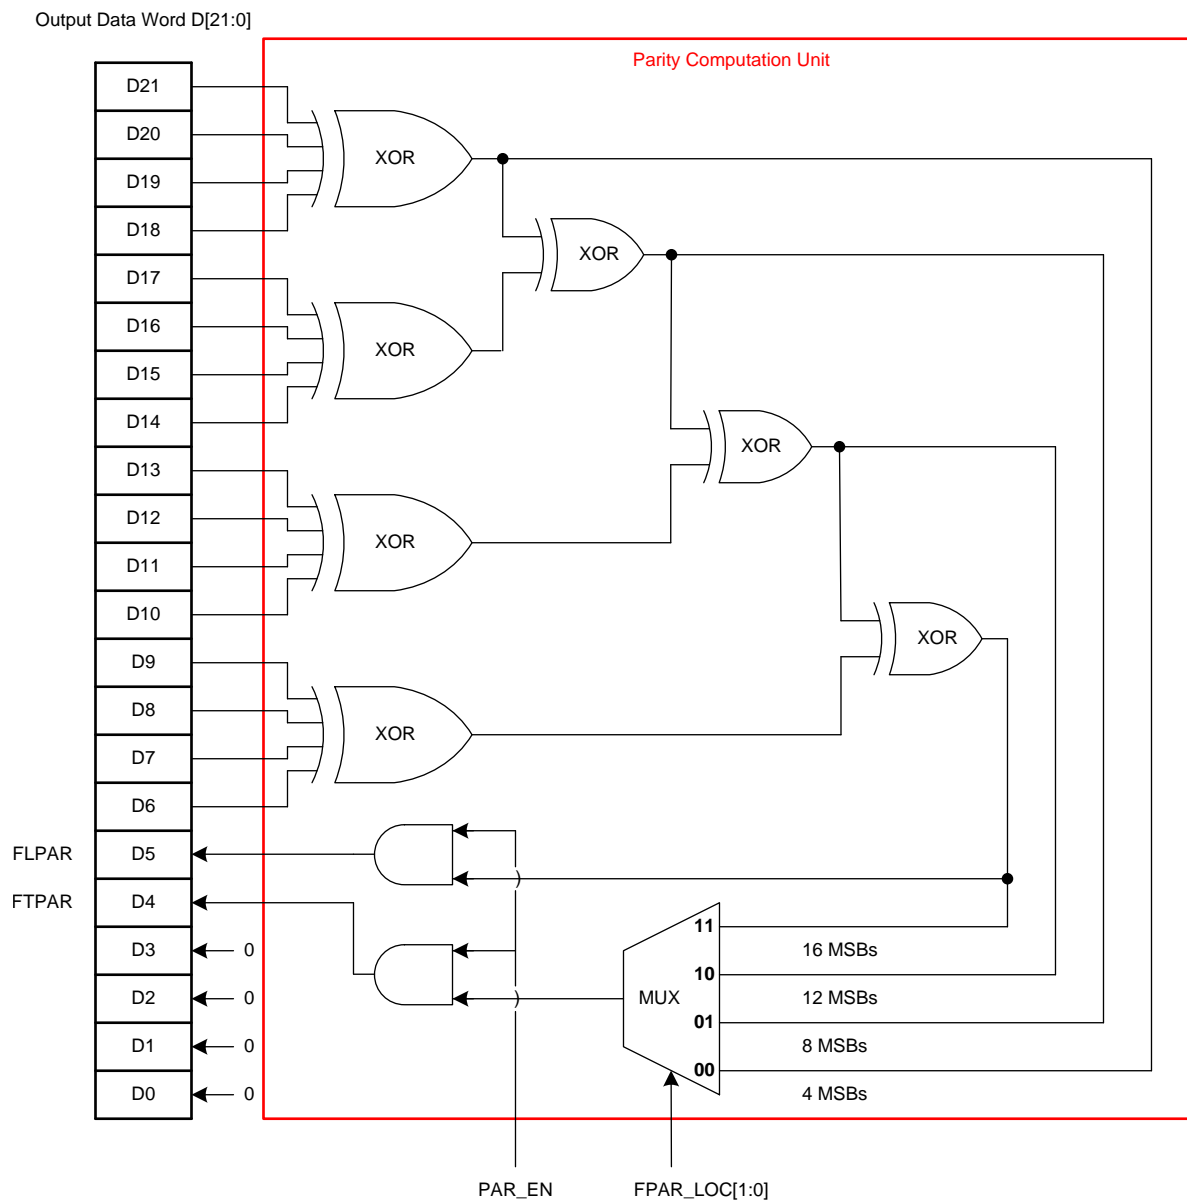 Output Data Word D[21:0]
Parity Computation Unit
D21
D20
XOR
D19
D18
XOR
D17
D16
XOR
D15
D14
XOR
D13
D12
XOR
D11
D10
XOR
D9
D8
XOR
D7
D6
FLPAR D5
FTPAR D4
11
D3 0 16 MSBs
10
D2 0 MUX 12 MSBs
01
D1 0 8 MSBs
00
D0 0 4 MSBs
PAR_EN FPAR_LOC[1:0]